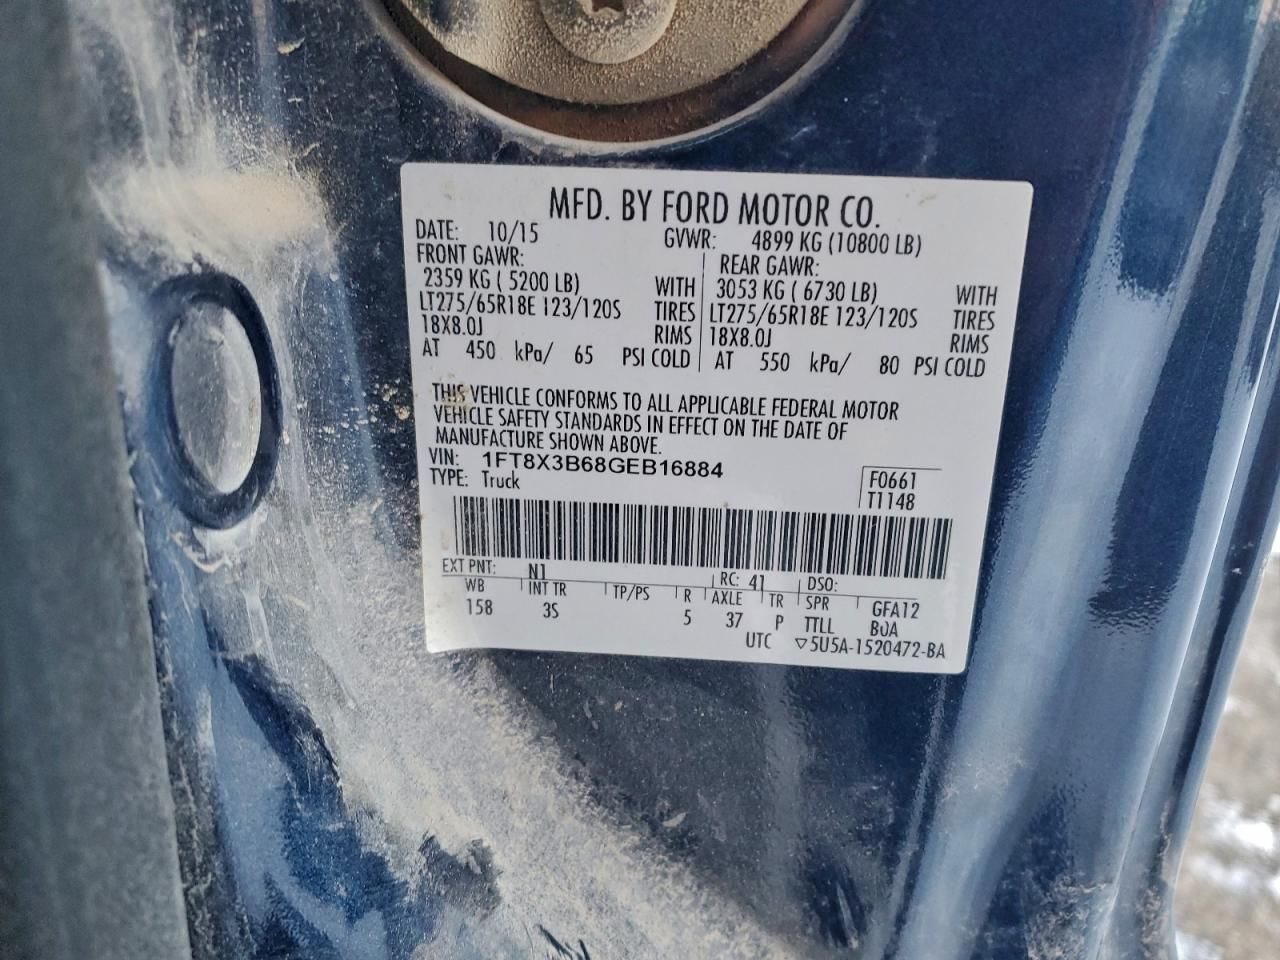 MFD. BY FORD MOTOR CO.
DATE: 10/15 GVWR: 4899 KG (10800 LB)
FRONT GAWR: REAR GAWR:
2359 KG ( 5200 LB) WITH 3053 KG ( 6730 LB) WITH
LT275/65R18E 123/120S TIRES LT275/65R18E 123/120S TIRES
18X8.0J RIMS 18X8.0J RIMS
AT 450 kPa/ 65 PSI COLD AT 550 kPa/ 80 PSI COLD
THIS VEHICLE CONFORMS TO ALL APPLICABLE FEDERAL MOTOR
VEHICLE SAFETY STANDARDS IN EFFECT ON THE DATE OF
MANUFACTURE SHOWN ABOVE.
VIN: 1FT8X3B68GEB16884
TYPE: Truck
F0661
T1148
EXT PNT: N1 RC: 41 DSO:
WB INT TR TP/PS R AXLE TR SPR GFA12
158 3S 5 37 P TTLL B0A
UTC ▽5U5A-1520472-BA